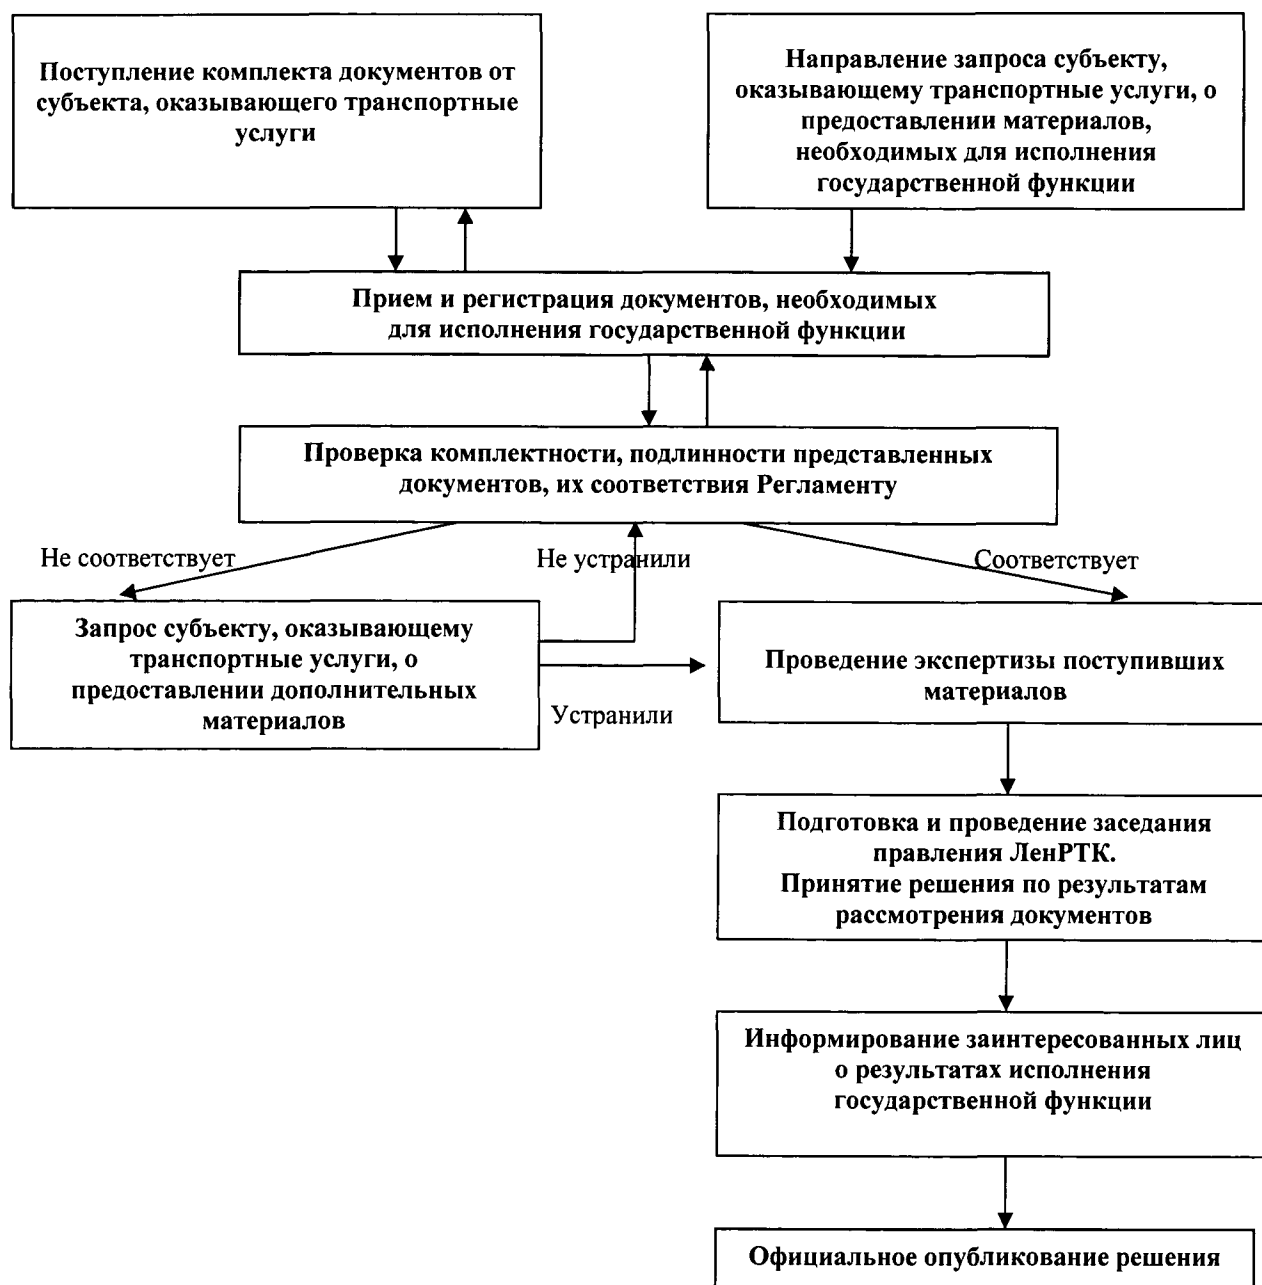 Поступление комплекта документов от
субъекта, оказывающего транспортные
услуги
Направление запроса субъекту,
оказывающему транспортные услуги, о
предоставлении материалов,
необходимых для исполнения
государственной функции
Прием и регистрация документов, необходимых
для исполнения государственной функции
Проверка комплектности, подлинности представленных
документов, их соответствия Регламенту
Не соответствует
Не устранили
Соответствует
Запрос субъекту, оказывающему
транспортные услуги, о
предоставлении дополнительных
материалов
Устранили
Проведение экспертизы поступивших
материалов
Подготовка и проведение заседания
правления ЛенРТК.
Принятие решения по результатам
рассмотрения документов
Информирование заинтересованных лиц
о результатах исполнения
государственной функции
Официальное опубликование решения